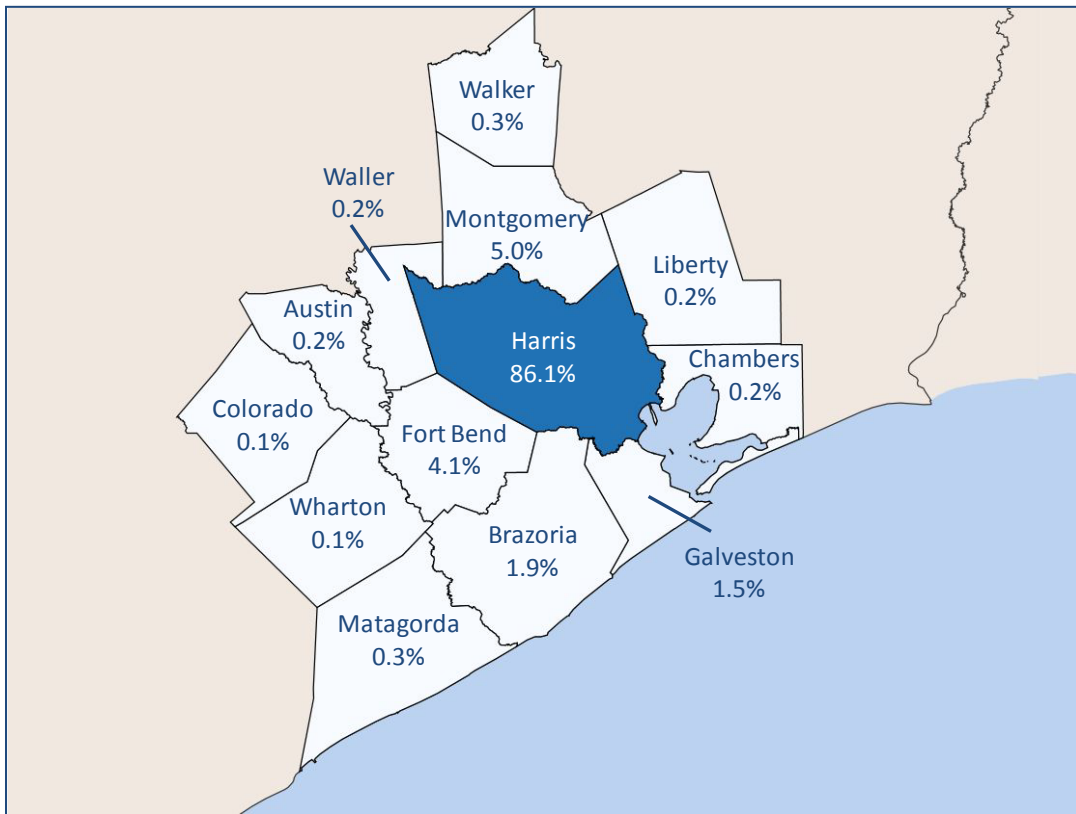 Walker
0.3%
Waller
0.2%
Montgomery
5.0%
Liberty
0.2%
Austin
0.2%
Harris
86.1%
Chambers
0.2%
Colorado
0.1%
Fort Bend
4.1%
Wharton
0.1%
Brazoria
1.9%
Galveston
1.5%
Matagorda
0.3%